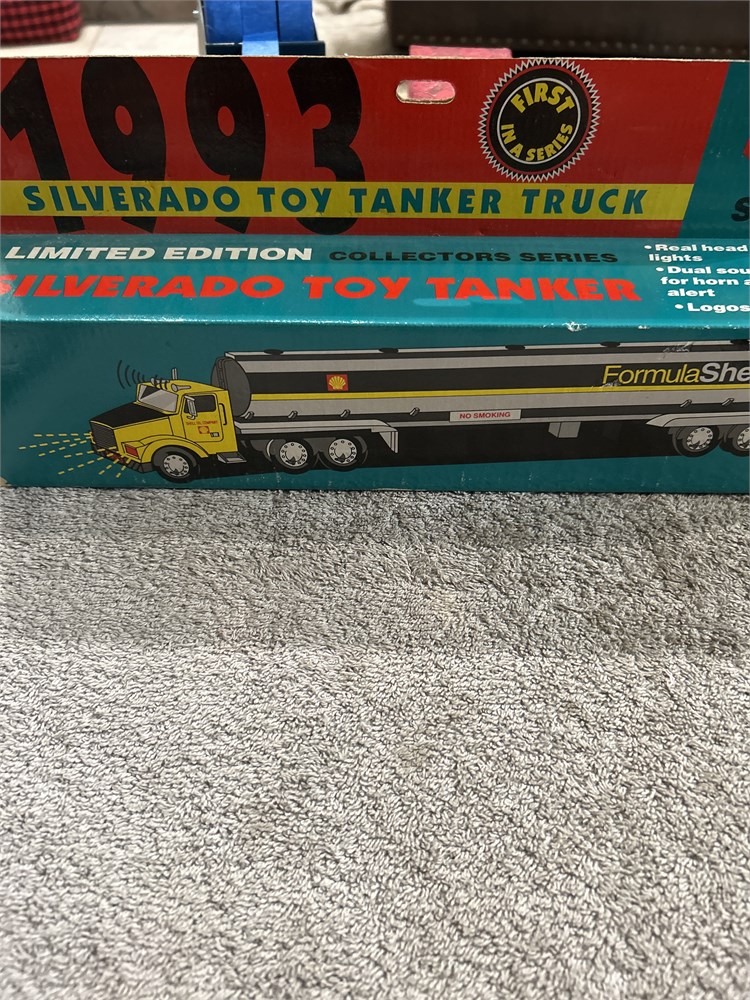 1993
FIRST
IN A SERIES
SILVERADO TOY TANKER TRUCK
LIMITED EDITION COLLECTORS SERIES
SILVERADO TOY TANKER
• Real head
lights
• Dual sou
for horn a
alert
• Logos
FormulaShe
NO SMOKING